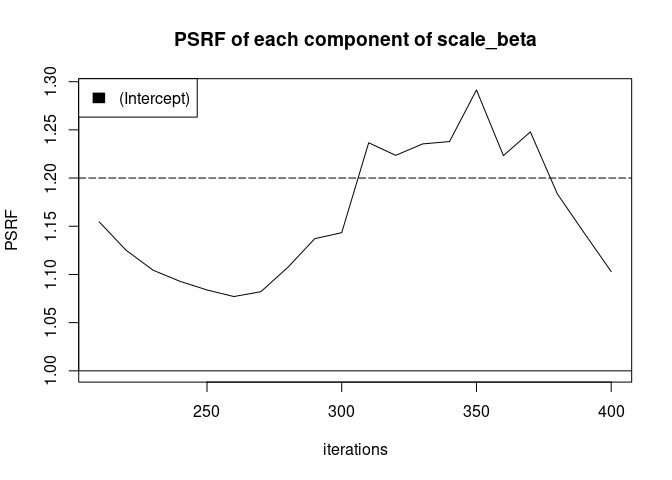 PSRF of each component of scale_beta
(Intercept)
PSRF
1.30
1.25
1.20
1.15
1.10
1.05
1.00
250 300 350 400
iterations